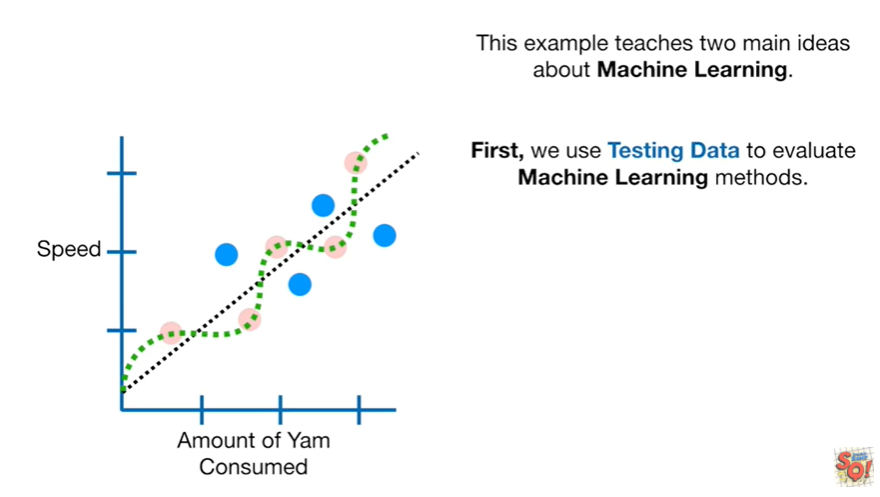 This example teaches two main ideas
about Machine Learning.
First, we use Testing Data to evaluate
Machine Learning methods.
Speed
Amount of Yam
Consumed
SQ!